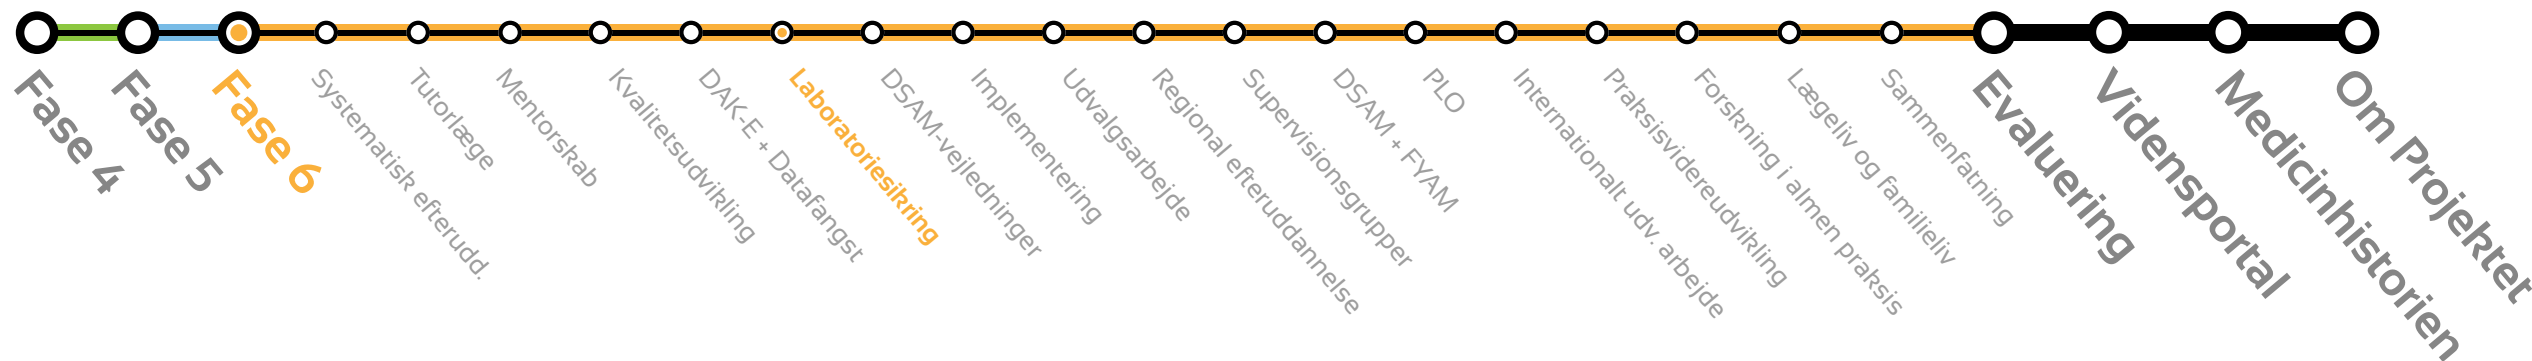 Fase 4
Fase 5
Fase 6
Systematisk efterudd.
Tutorlæge
Mentorskab
Kvalitetsudvikling
DAK-E + Datafangst
Laboratoriesikring
DSAM-vejledninger
Implementering
Udvalgsarbejde
Regional efteruddannelse
Supervisionsgrupper
DSAM + FYAM
PLO
Internationalt udv. arbejde
Praksisvidereudvikling
Forskning i almen praksis
Lægeliv og familieliv
Sammenfatning
Evaluering
Vidensportal
Medicinhistorien
Om Projektet